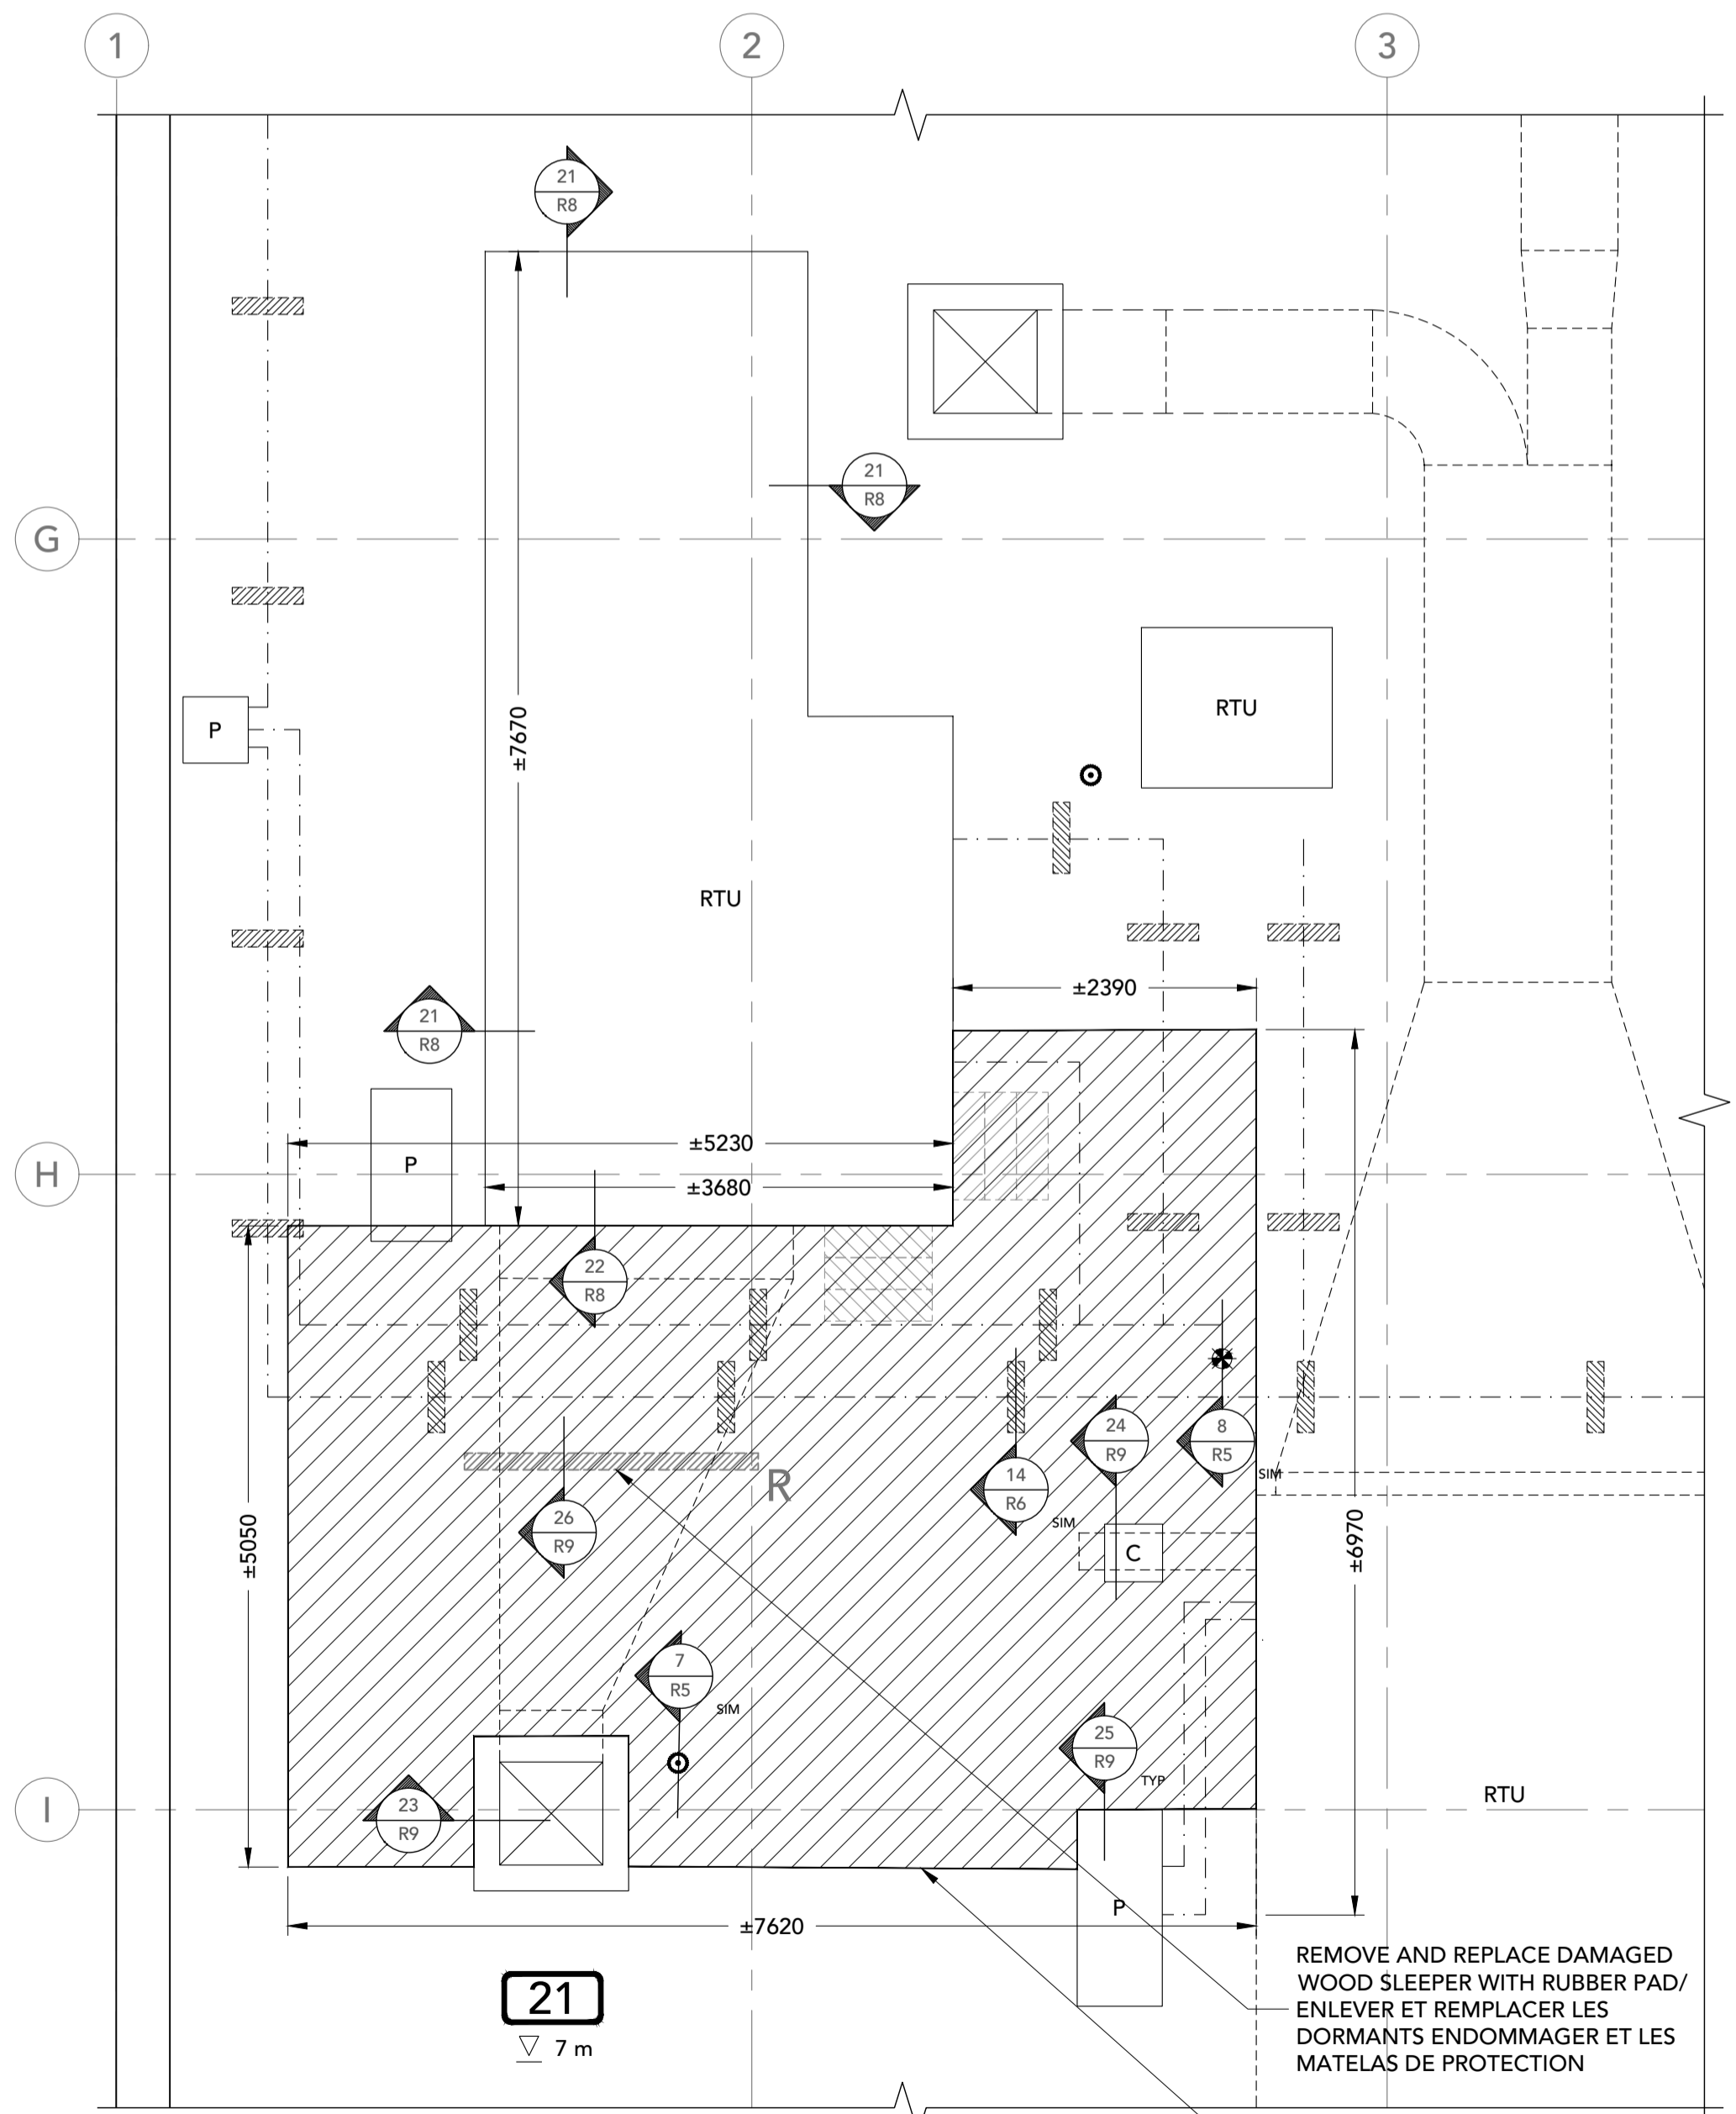 1
2
3
21
R8
21
R8
G
±7670
P
RTU
RTU
±2390
21
R8
±5230
P
H
±3680
22
R8
24
R9
8
R5
SIM
14
R6
SIM
R
26
R9
±5050
±6970
C
7
R5
SIM
25
R9
TYP
RTU
I
23
R9
P
±7620
REMOVE AND REPLACE DAMAGED
WOOD SLEEPER WITH RUBBER PAD/
ENLEVER ET REMPLACER LES
DORMANTS ENDOMMAGER ET LES
MATELAS DE PROTECTION
21
7 m